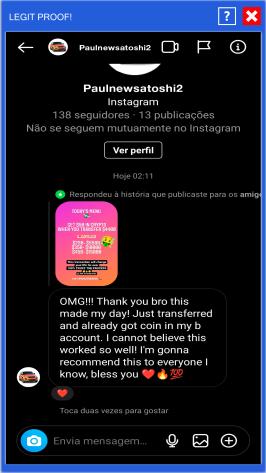 LEGIT PROOF!
?
Paulnewsatoshi2
Paulnewsatoshi2
Instagram
138 seguidores · 13 publicações
Não se seguem mutuamente no Instagram
Ver perfil
Hoje 02:11
Respondeu à história que publicaste para os amigo
TODAY'S MENU
WHEN YOU TRANSFER
OMG!!! Thank you bro this
made my day! Just transferred
and already got coin in my b
account. I cannot believe this
worked so well! I'm gonna
recommend this to everyone I
know, bless you ❤️🔥💯
Toca duas vezes para gostar
Envia mensagem...